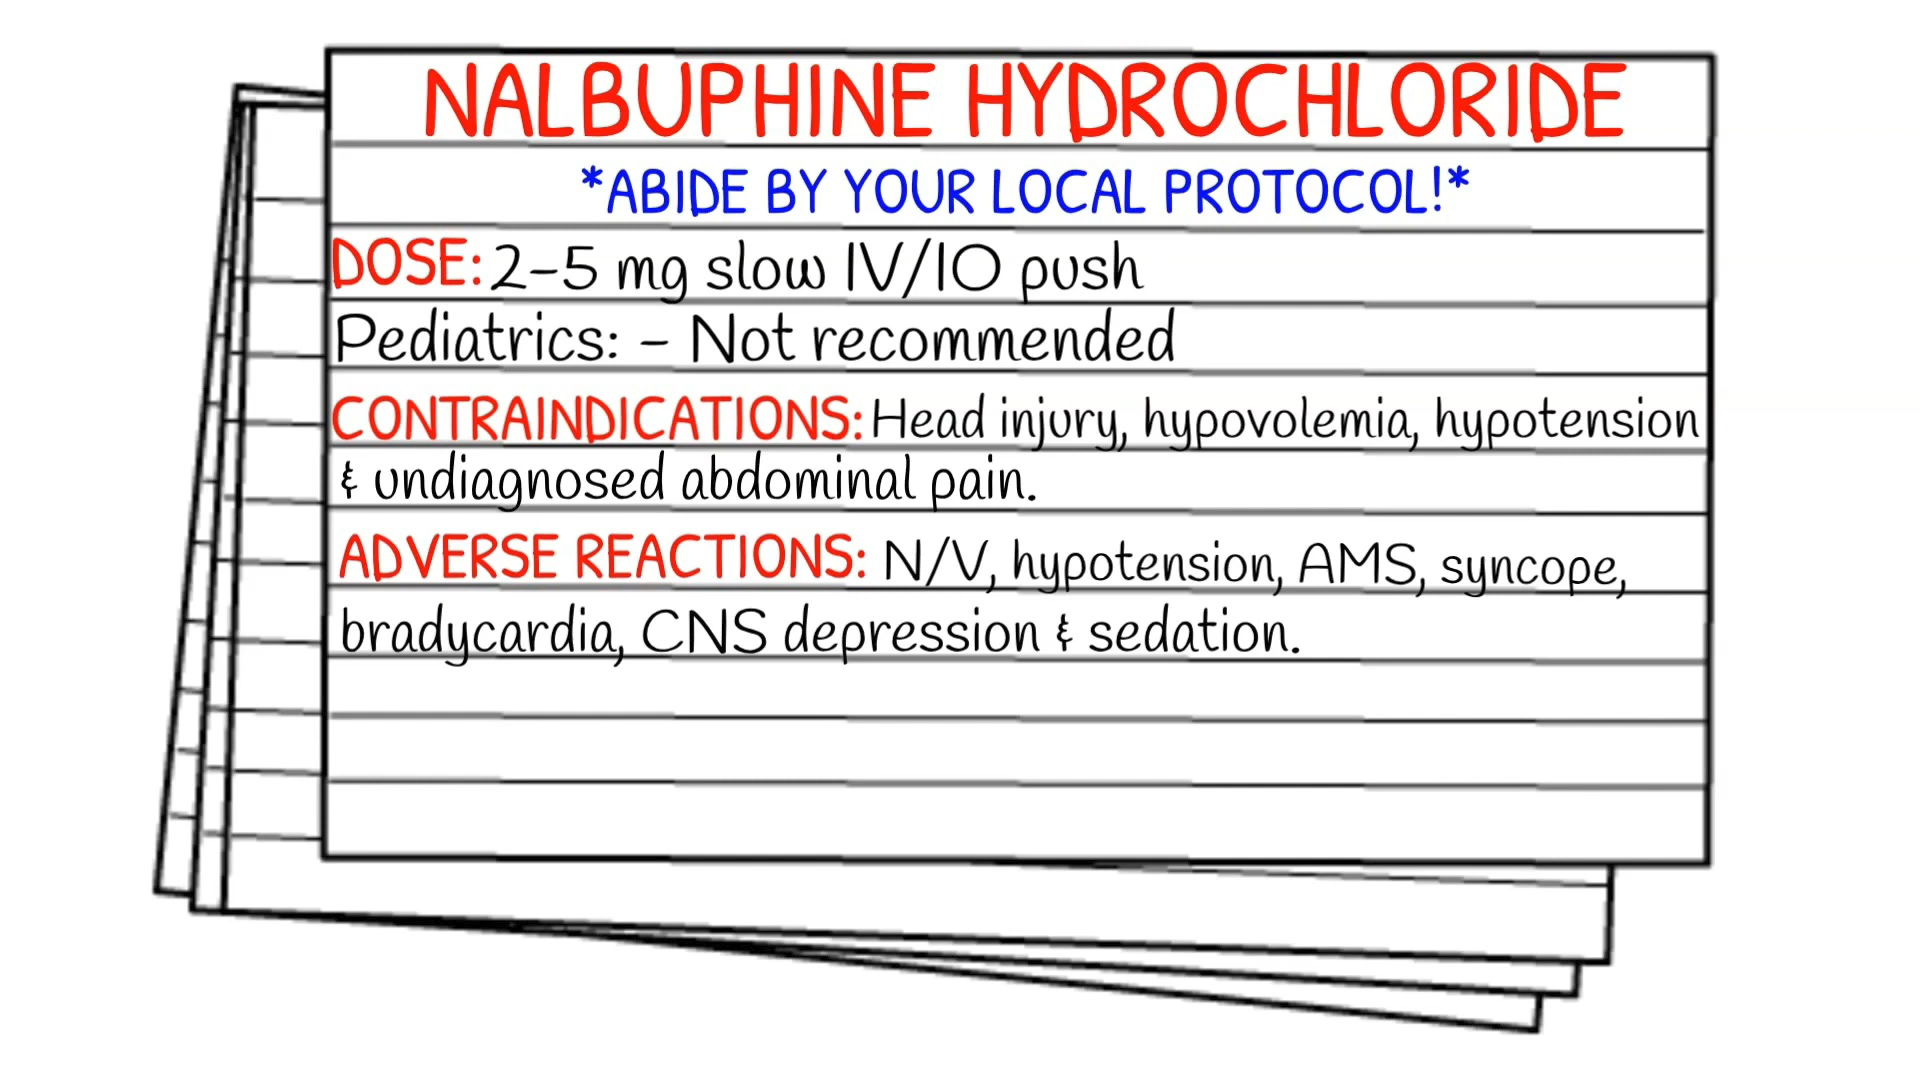 NALBUPHINE HYDROCHLORIDE
*ABIDE BY YOUR LOCAL PROTOCOL!*
DOSE: 2-5 mg slow IV/IO push
Pediatrics: - Not recommended
CONTRAINDICATIONS: Head injury, hypovolemia, hypotension
& undiagnosed abdominal pain.
ADVERSE REACTIONS: N/V, hypotension, AMS, syncope,
bradycardia, CNS depression & sedation.